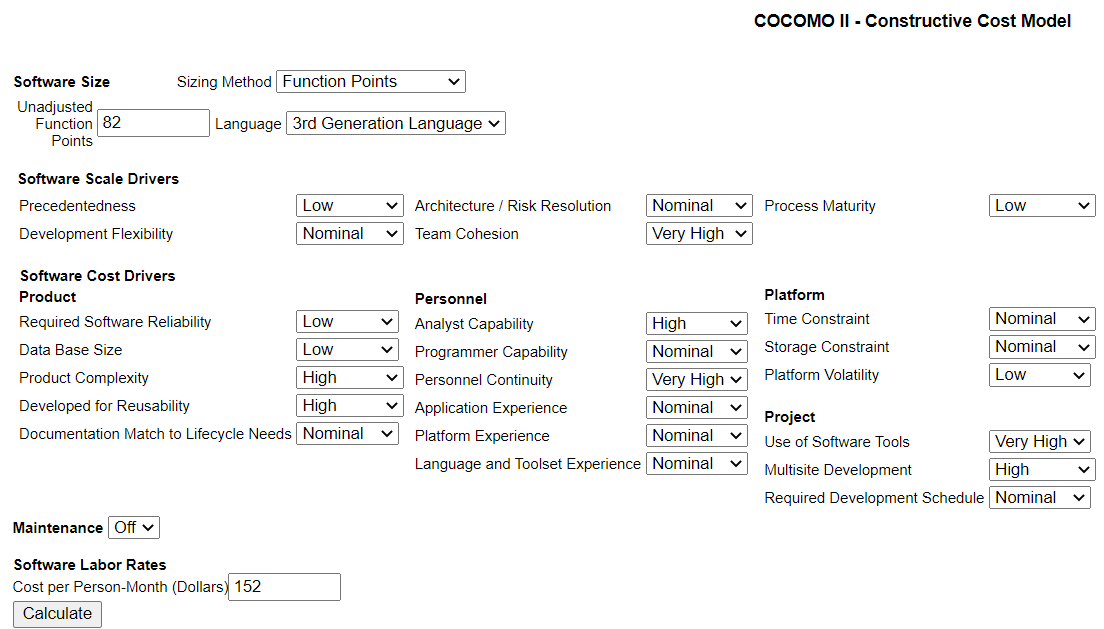 COCOMO II - Constructive Cost Model
Software Size
Sizing Method Function Points
Unadjusted
Function
Points
82
Language 3rd Generation Language
Software Scale Drivers
Precedentedness Low
Architecture / Risk Resolution Nominal
Process Maturity Low
Development Flexibility Nominal
Team Cohesion Very High
Software Cost Drivers
Product
Required Software Reliability Low
Data Base Size Low
Product Complexity High
Developed for Reusability High
Documentation Match to Lifecycle Needs Nominal
Personnel
Analyst Capability High
Programmer Capability Nominal
Personnel Continuity Very High
Application Experience Nominal
Platform Experience Nominal
Language and Toolset Experience Nominal
Platform
Time Constraint Nominal
Storage Constraint Nominal
Platform Volatility Low
Project
Use of Software Tools Very High
Multisite Development High
Required Development Schedule Nominal
Maintenance Off
Software Labor Rates
Cost per Person-Month (Dollars) 152
Calculate